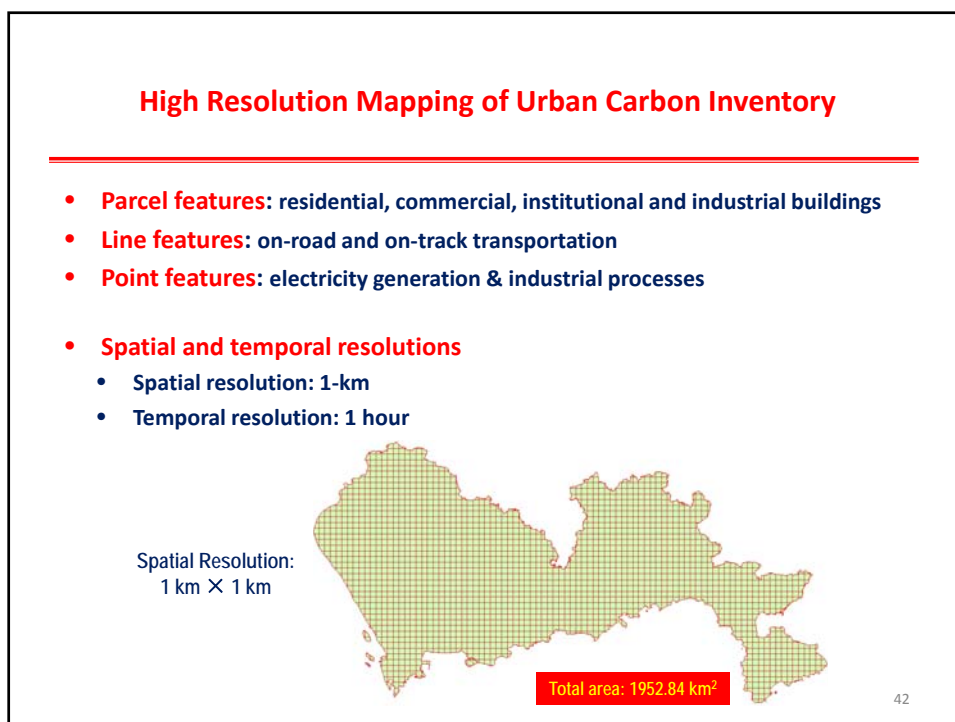 High Resolution Mapping of Urban Carbon Inventory
• Parcel features: residential, commercial, institutional and industrial buildings
• Line features: on-road and on-track transportation
• Point features: electricity generation & industrial processes
• Spatial and temporal resolutions
• Spatial resolution: 1-km
• Temporal resolution: 1 hour
Spatial Resolution:
1 km × 1 km
Total area: 1952.84 km²
42